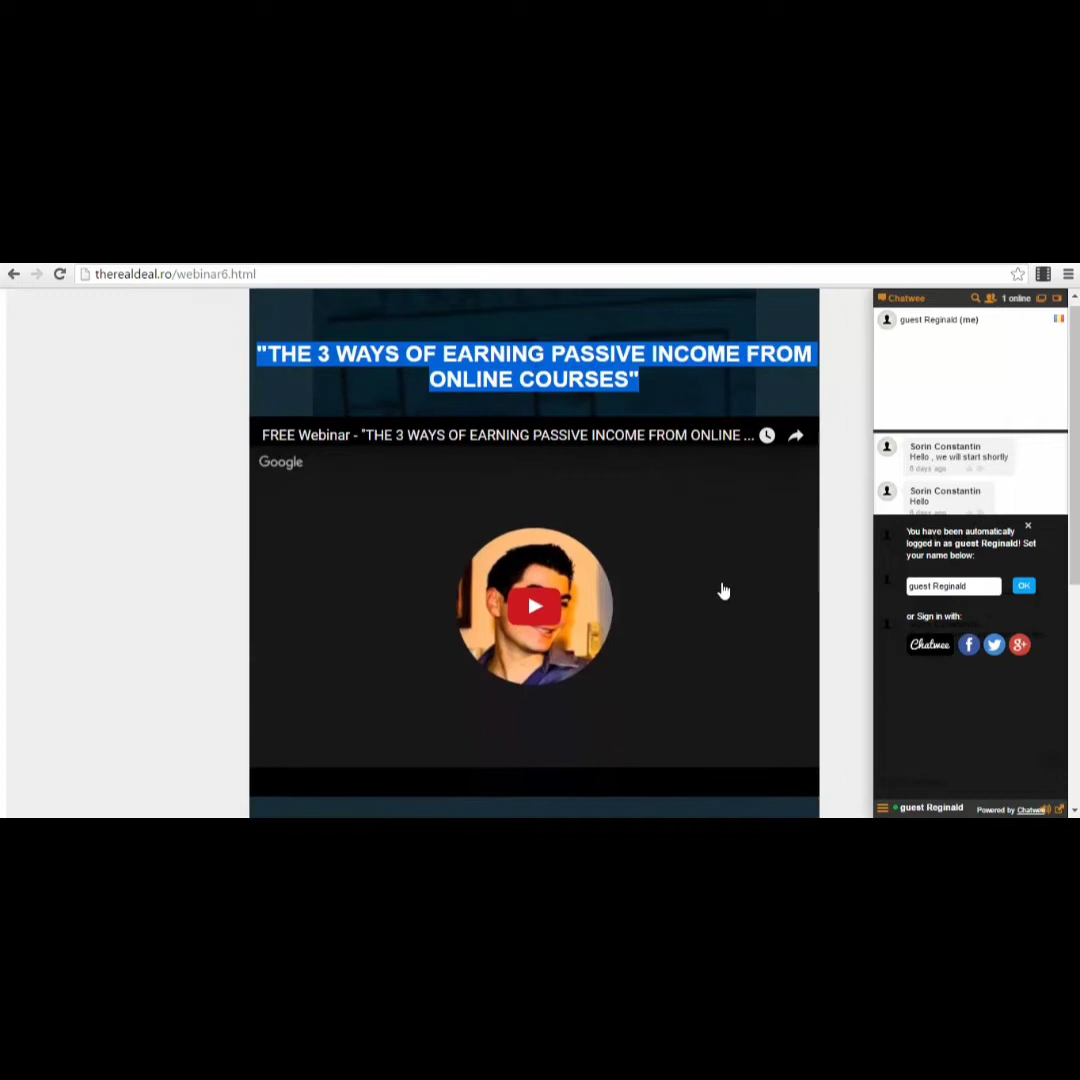 therealdeal.ro/webinar6.html
"THE 3 WAYS OF EARNING PASSIVE INCOME FROM
ONLINE COURSES"
FREE Webinar - "THE 3 WAYS OF EARNING PASSIVE INCOME FROM ONLINE ...
Google
Chatwee
1 online
guest Reginald (me)
Sorin Constantin
Hello , we will start shortly
days ago
Sorin Constantin
Hello
You have been automatically
logged in as guest Reginald! Set
your name below:
guest Reginald
OK
or Sign in with:
Chatwee
f
g+
guest Reginald
Powered by Chatwee